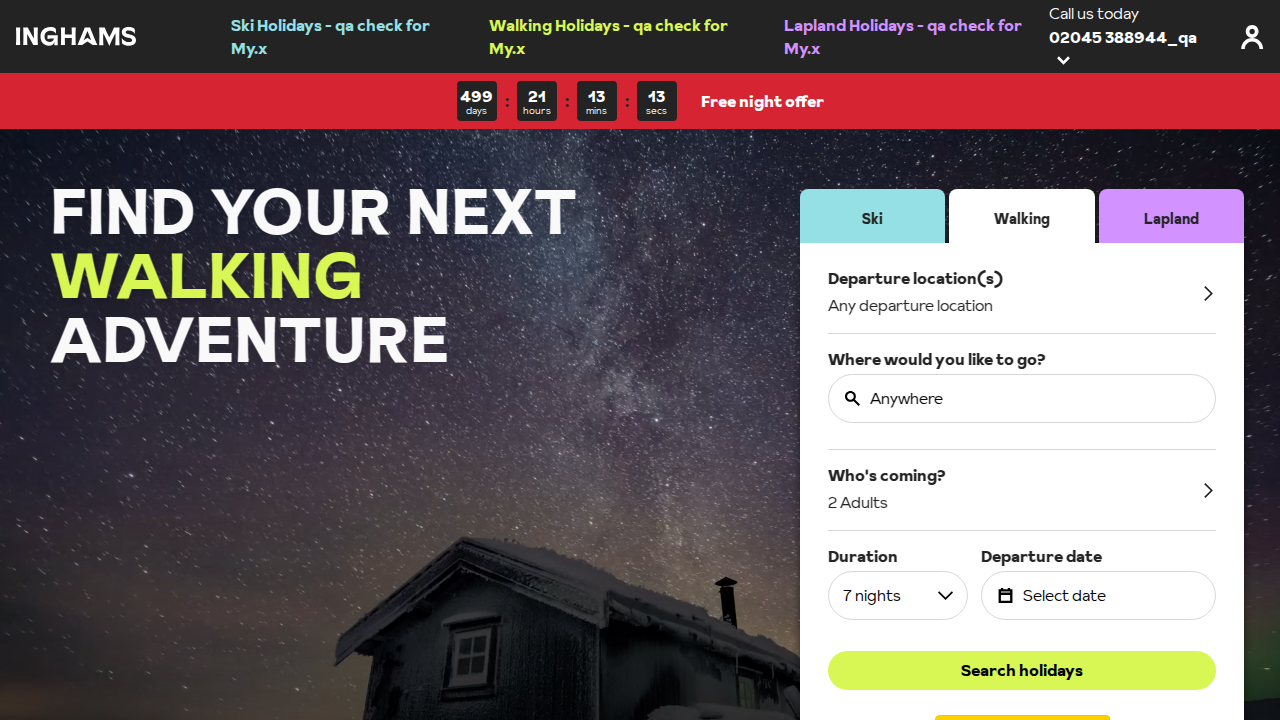 INGHAMS
Ski Holidays - qa check for
My.x
Walking Holidays - qa check for
My.x
Lapland Holidays - qa check for
My.x
Call us today
02045 388944_qa
499 : 21 : 13 : 13
days hours mins secs
Free night offer
FIND YOUR NEXT
WALKING
ADVENTURE
Ski
Walking
Lapland
Departure location(s)
Any departure location
Where would you like to go?
Anywhere
Who's coming?
2 Adults
Duration
Departure date
7 nights
Select date
Search holidays